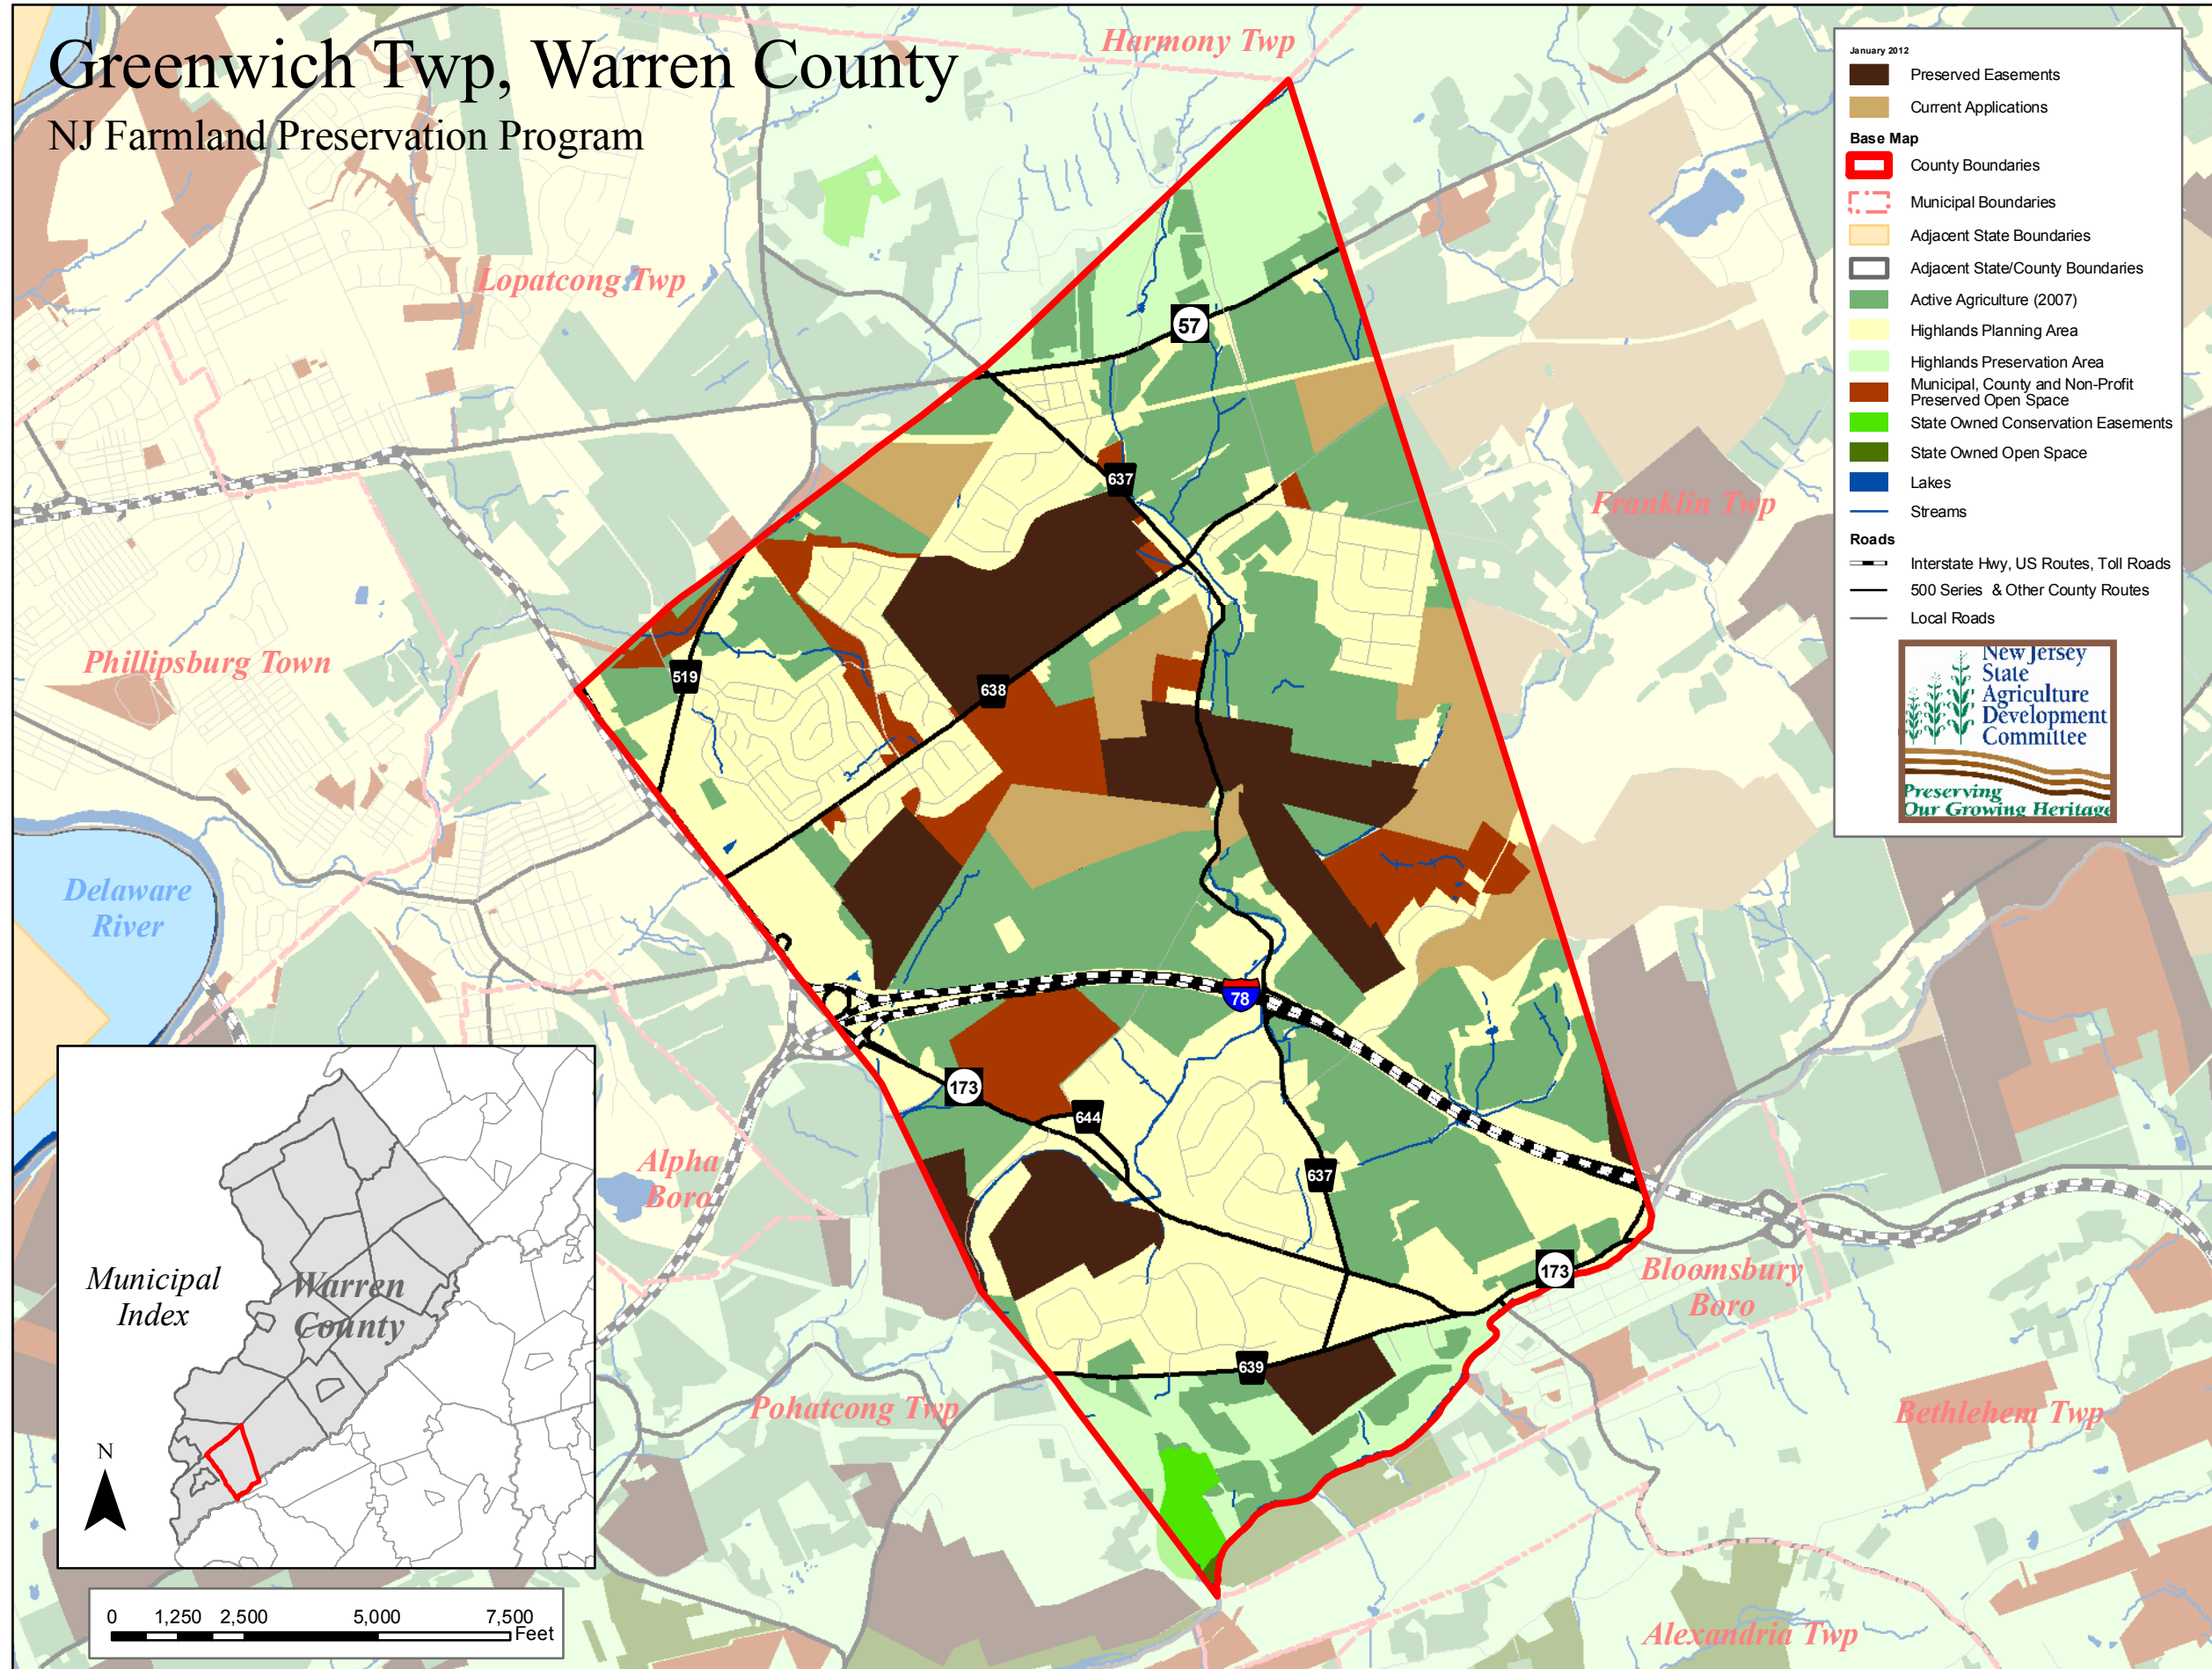 Greenwich Twp, Warren County
NJ Farmland Preservation Program
Harmony Twp
Lopatcong Twp
Phillipsburg Town
Franklin Twp
Delaware
River
Alpha
Boro
Pohatcong Twp
Bloomsbury
Boro
Bethlehem Twp
Alexandria Twp
57
637
519
638
78
173
644
637
173
639
January 2012
Preserved Easements
Current Applications
Base Map
County Boundaries
Municipal Boundaries
Adjacent State Boundaries
Adjacent State/County Boundaries
Active Agriculture (2007)
Highlands Planning Area
Highlands Preservation Area
Municipal, County and Non-Profit
Preserved Open Space
State Owned Conservation Easements
State Owned Open Space
Lakes
Streams
Roads
Interstate Hwy, US Routes, Toll Roads
500 Series & Other County Routes
Local Roads
New Jersey
State
Agriculture
Development
Committee
Preserving
Our Growing Heritage
Municipal
Index
Warren
County
N
0 1,250 2,500 5,000 7,500
Feet